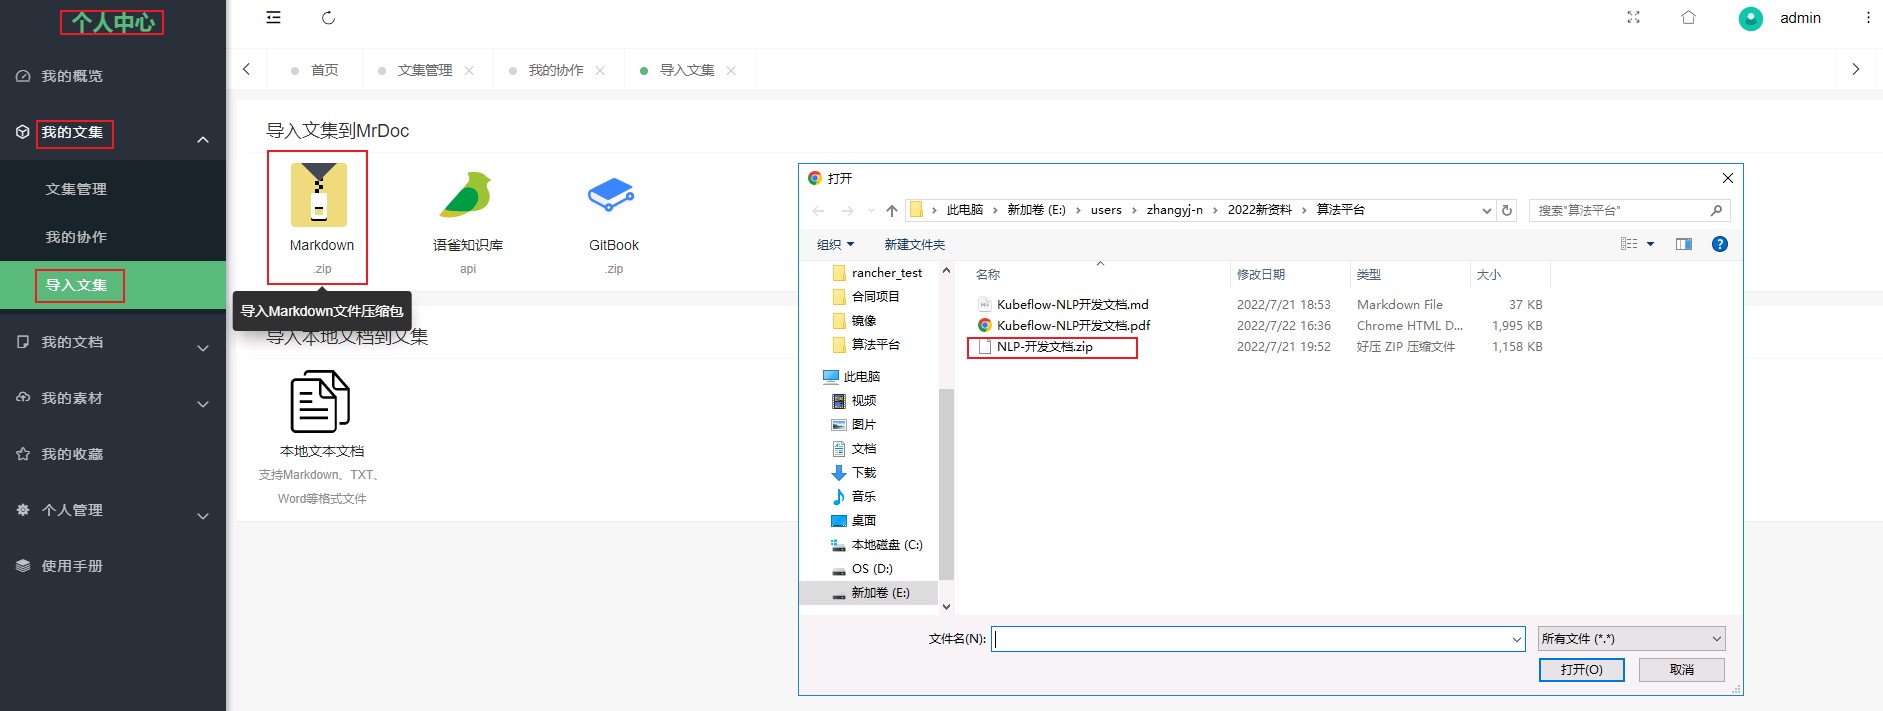 个人中心
admin
我的概览
首页
文集管理
我的协作
导入文集
我的文集
文集管理
我的协作
导入文集
我的文档
我的素材
我的收藏
个人管理
使用手册
导入文集到MrDoc
Markdown
.zip
语雀知识库
api
GitBook
.zip
导入Markdown文件压缩包
导入本地文档到文集
本地文本文档
支持Markdown、TXT、
Word等格式文件
打开
此电脑 新加卷 (E:) users zhangyj-n 2022新资料 算法平台
搜索"算法平台"
组织 新建文件夹
rancher_test
合同项目
镜像
算法平台
此电脑
视频
图片
文档
下载
音乐
桌面
本地磁盘 (C:)
OS (D:)
新加卷 (E:)
名称 修改日期 类型 大小
Kubeflow-NLP开发文档.md 2022/7/21 18:53 Markdown File 37 KB
Kubeflow-NLP开发文档.pdf 2022/7/22 16:36 Chrome HTML D... 1,995 KB
NLP-开发文档.zip 2022/7/21 19:52 好压 ZIP 压缩文件 1,158 KB
文件名(N):
所有文件 (*.*)
打开(O) 取消